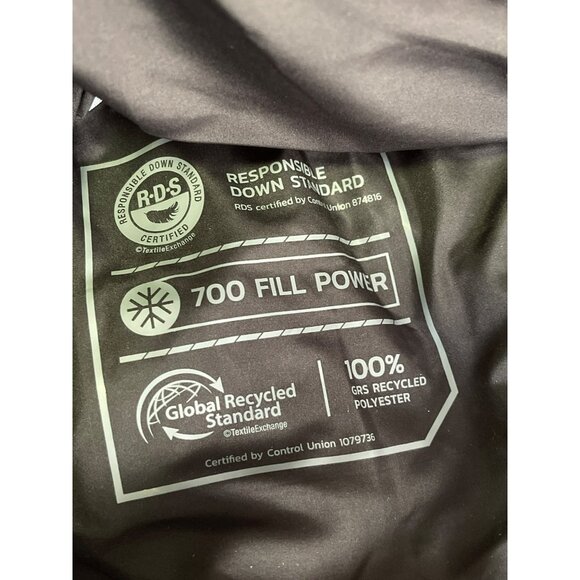 RESPONSIBLE DOWN STANDARD
R·D·S
CERTIFIED
©TextileExchange
RESPONSIBLE
DOWN STANDARD
RDS certified by Control Union 874816
700 FILL POWER
Global Recycled
Standard
©TextileExchange
100%
GRS RECYCLED
POLYESTER
Certified by Control Union 1079736